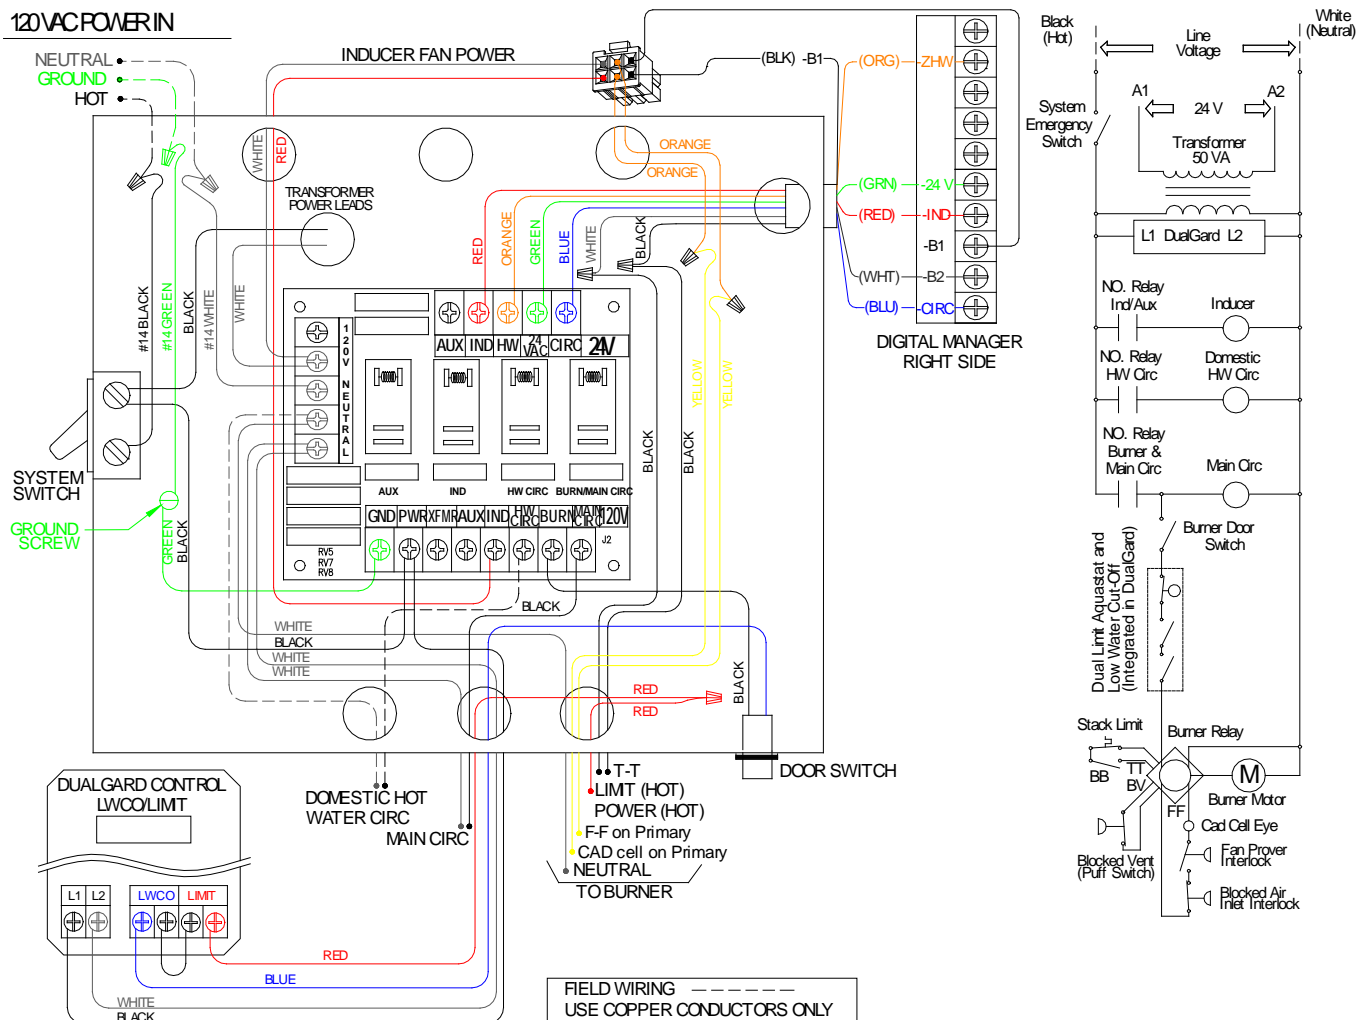 120 VAC POWER IN
NEUTRAL
GROUND
HOT
INDUCER FAN POWER
(BLK) -B1
(ORG) -ZHW
(GRN) -24 V
(RED) -IND
-B1
(WHT) -B2
(BLU) -CIRC
DIGITAL MANAGER
RIGHT SIDE
WHITE
RED
ORANGE
ORANGE
TRANSFORMER
POWER LEADS
RED
ORANGE
GREEN
BLUE
WHITE
BLACK
#14 BLACK
#14 GREEN
BLACK
#14 WHITE
WHITE
120V NEUTRAL
AUX IND HW 24 VAC CIRC 24V
YELLOW
YELLOW
BLACK
BLACK
SYSTEM
SWITCH
GROUND
SCREW
GREEN
BLACK
AUX
IND
HW CIRC
BURN/MAIN CIRC
GND PWR XFMR AUX IND HW CIRC BURN MAIN CIRC 120V
J2
RV5
RV7
RV8
BLACK
WHITE
BLACK
WHITE
WHITE
RED
RED
BLACK
DOOR SWITCH
DOMESTIC HOT
WATER CIRC
MAIN CIRC
T-T
LIMIT (HOT)
POWER (HOT)
F-F on Primary
CAD cell on Primary
NEUTRAL
TO BURNER
DUALGARD CONTROL
LWCO/LIMIT
L1 L2
LWCO LIMIT
RED
BLUE
WHITE
BLACK
FIELD WIRING
USE COPPER CONDUCTORS ONLY
Black
(Hot)
Line
Voltage
White
(Neutral)
System
Emergency
Switch
A1
24 V
A2
Transformer
50 VA
L1 DualGard L2
NO. Relay
Ind/Aux
Inducer
NO. Relay
HW Circ
Domestic
HW Circ
NO. Relay
Burner &
Main Circ
Main Circ
Burner Door
Switch
Dual Limit Aquastat and
Low Water Cut-Off
(Integrated in DualGard)
Stack Limit
Burner Relay
BB
TT
BV
M
FF
Burner Motor
Cad Cell Eye
Blocked Vent
(Puff Switch)
Fan Prover
Interlock
Blocked Air
Inlet Interlock